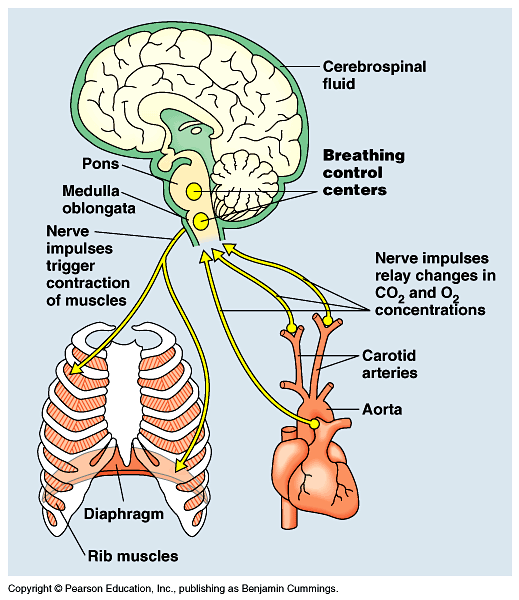 Cerebrospinal
fluid
Pons
Breathing
control
centers
Medulla
oblongata
Nerve
impulses
trigger
contraction
of muscles
Nerve impulses
relay changes in
CO₂ and O₂
concentrations
Carotid
arteries
Aorta
Diaphragm
Rib muscles
Copyright © Pearson Education, Inc., publishing as Benjamin Cummings.